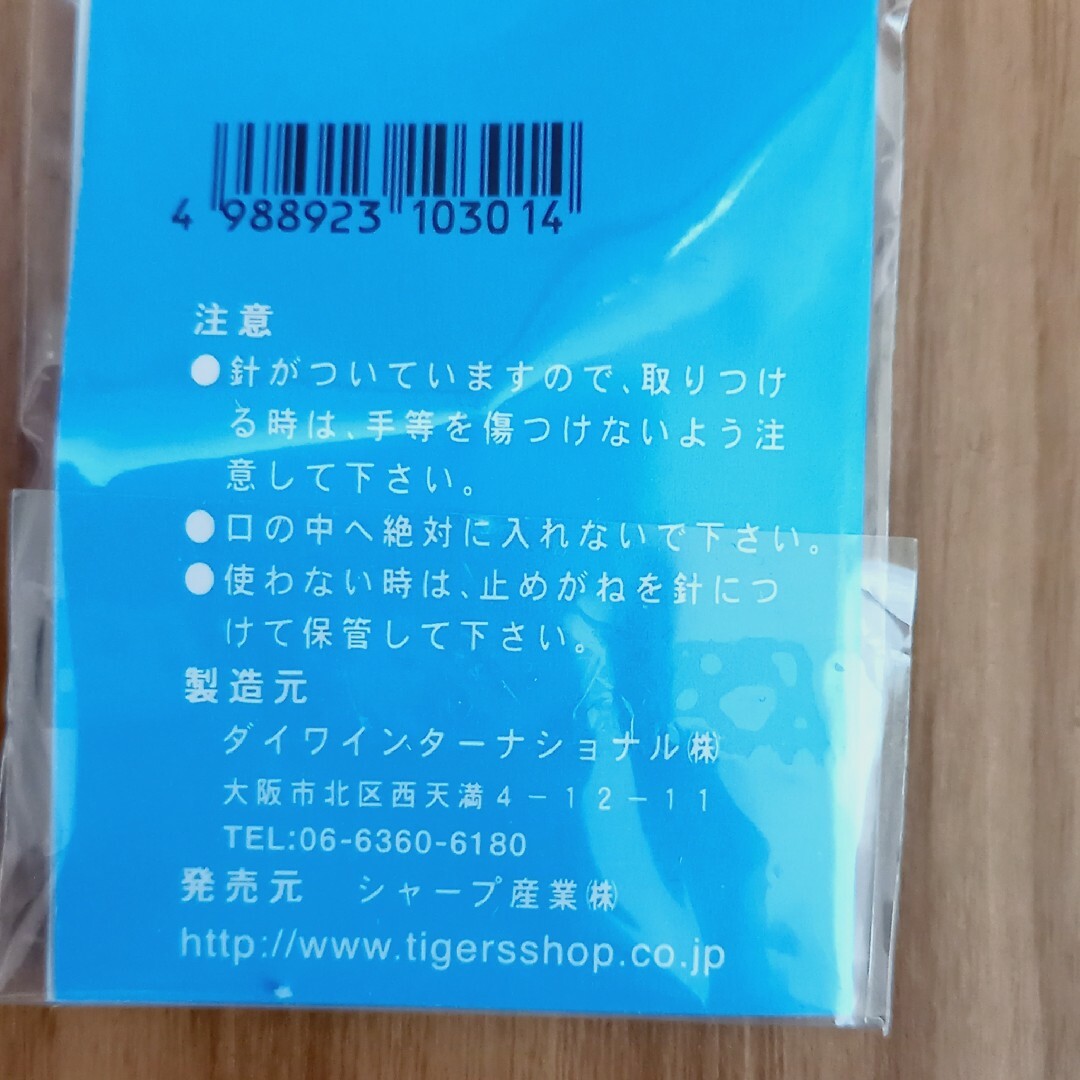 4 988923 103014
注意
●針がついていますので、取りつけ
る時は、手等を傷つけないよう注
意して下さい。
●口の中へ絶対に入れないで下さい。
●使わない時は、止めがねを針につ
けて保管して下さい。
製造元
ダイワインターナショナル㈱
大阪市北区西天満4-12-11
TEL:06-6360-6180
発売元 シャープ産業㈱
http://www.tigersshop.co.jp